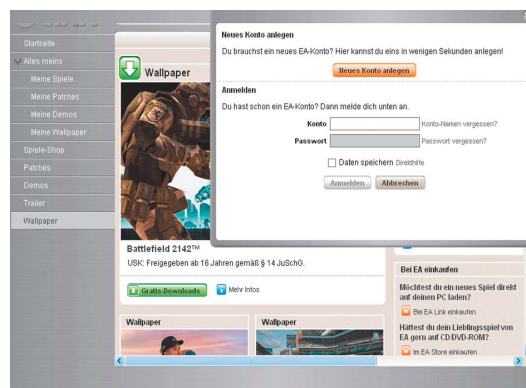 Startseite
Alles meins
Meine Spiele
Meine Patches
Meine Demos
Meine Wallpaper
Spiele-Shop
Patches
Demos
Trailer
Wallpaper
Wallpaper
Battlefield 2142™
USK: Freigegeben ab 16 Jahren gemäß § 14 JuSchG.
Gratis-Downloads
Mehr Infos
Wallpaper
Wallpaper
Neues Konto anlegen
Du brauchst ein neues EA-Konto? Hier kannst du eins in wenigen Sekunden anlegen!
Neues Konto anlegen
Anmelden
Du hast schon ein EA-Konto? Dann melde dich unten an.
Konto
Konto-Namen vergessen?
Passwort
Passwort vergessen?
Daten speichern Direkthilfe
Anmelden
Abbrechen
Bei EA einkaufen
Möchtest du ein neues Spiel direkt
auf deinen PC laden?
Bei EA Link einkaufen
Hättest du dein Lieblingsspiel von
EA gern auf CD/DVD-ROM?
Im EA Store einkaufen